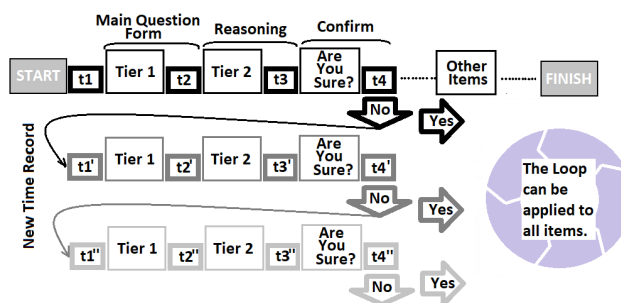 Main Question
Form
Reasoning
Confirm
START
t1
Tier 1
t2
Tier 2
t3
Are
You
Sure?
t4
Other
Items
FINISH
No
Yes
New Time Record
t1'
Tier 1
t2'
Tier 2
t3'
Are
You
Sure?
t4'
No
Yes
The Loop
can be
applied to
all items.
t1''
Tier 1
t2''
Tier 2
t3''
Are
You
Sure?
t4''
No
Yes